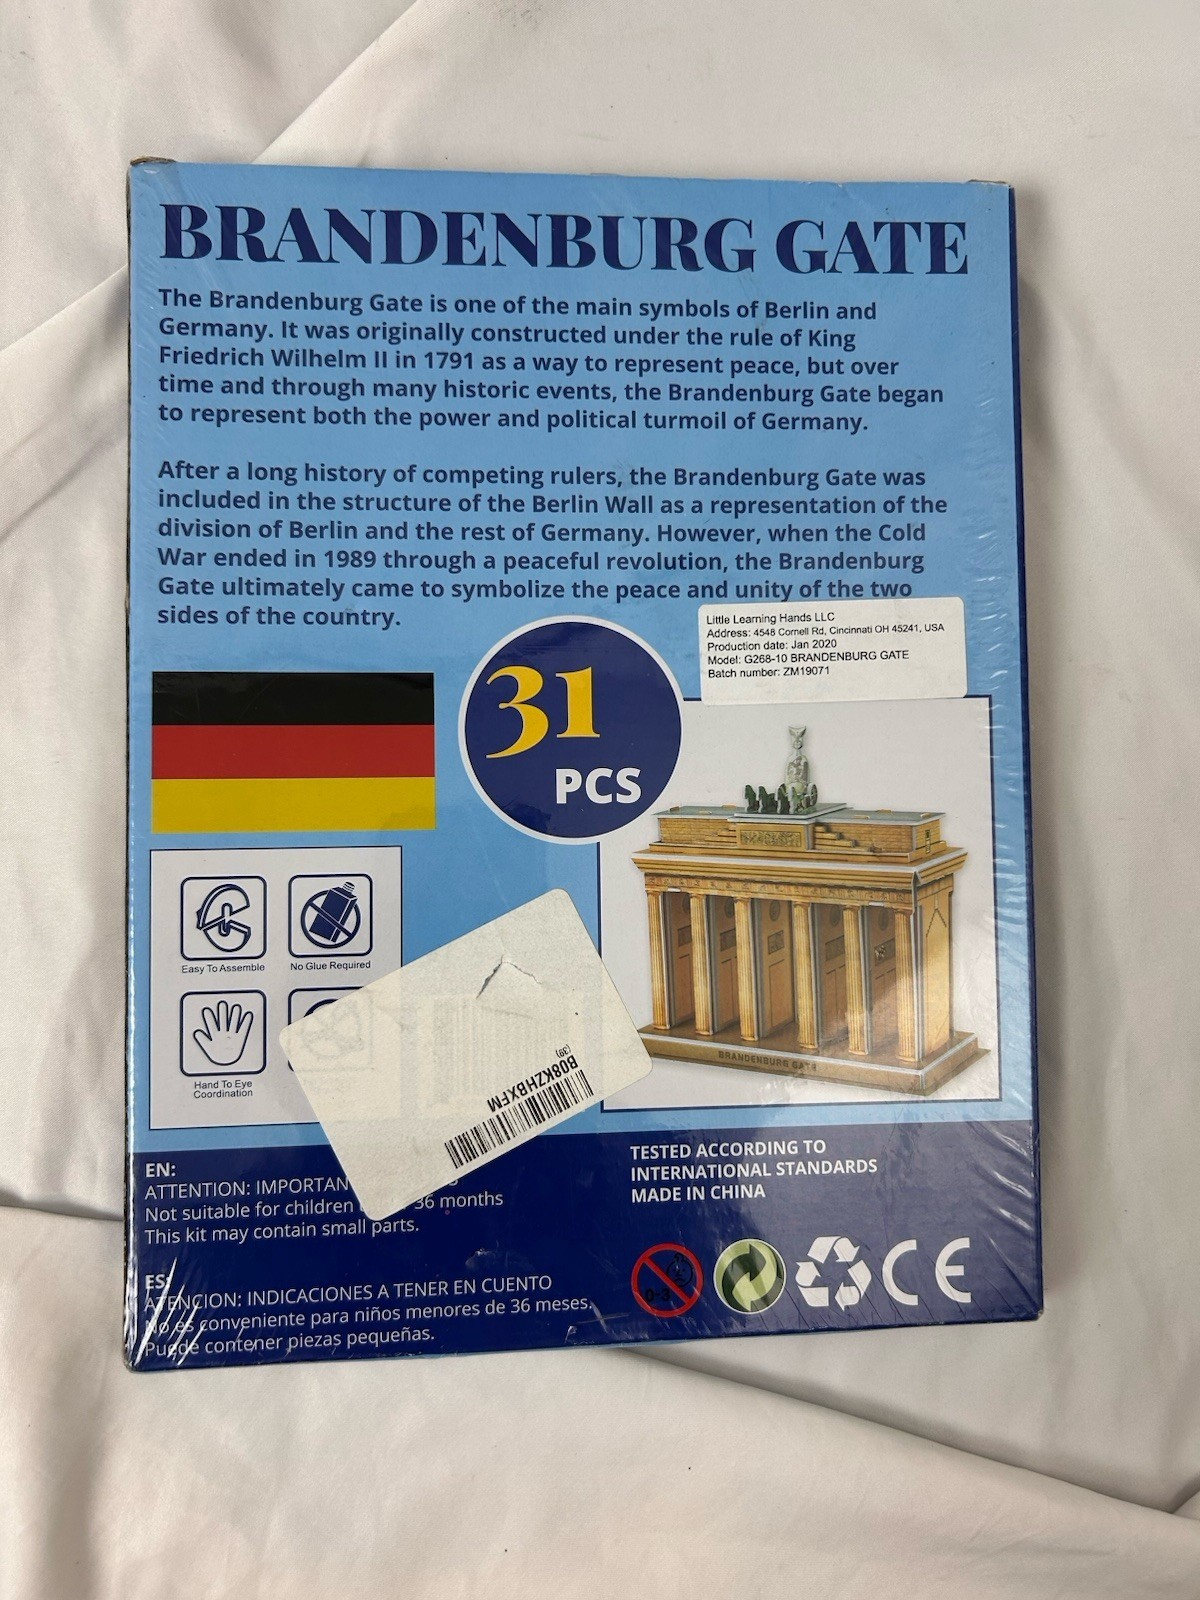 BRANDENBURG GATE
The Brandenburg Gate is one of the main symbols of Berlin and
Germany. It was originally constructed under the rule of King
Friedrich Wilhelm II in 1791 as a way to represent peace, but over
time and through many historic events, the Brandenburg Gate began
to represent both the power and political turmoil of Germany.
After a long history of competing rulers, the Brandenburg Gate was
included in the structure of the Berlin Wall as a representation of the
division of Berlin and the rest of Germany. However, when the Cold
War ended in 1989 through a peaceful revolution, the Brandenburg
Gate ultimately came to symbolize the peace and unity of the two
sides of the country.
Little Learning Hands LLC
Address: 4548 Cornell Rd, Cincinnati OH 45241, USA
Production date: Jan 2020
Model: G268-10 BRANDENBURG GATE
Batch number: ZM19071
31
PCS
Easy To Assemble
No Glue Required
Hand To Eye
Coordination
BRANDENBURG GATE
B08KZHBXFM
(39)
EN:
ATTENTION: IMPORTAN
Not suitable for children 36 months
This kit may contain small parts.
ES:
ATENCION: INDICACIONES A TENER EN CUENTO
No es conveniente para niños menores de 36 meses.
Puede contener piezas pequeñas.
TESTED ACCORDING TO
INTERNATIONAL STANDARDS
MADE IN CHINA
0-3
CE